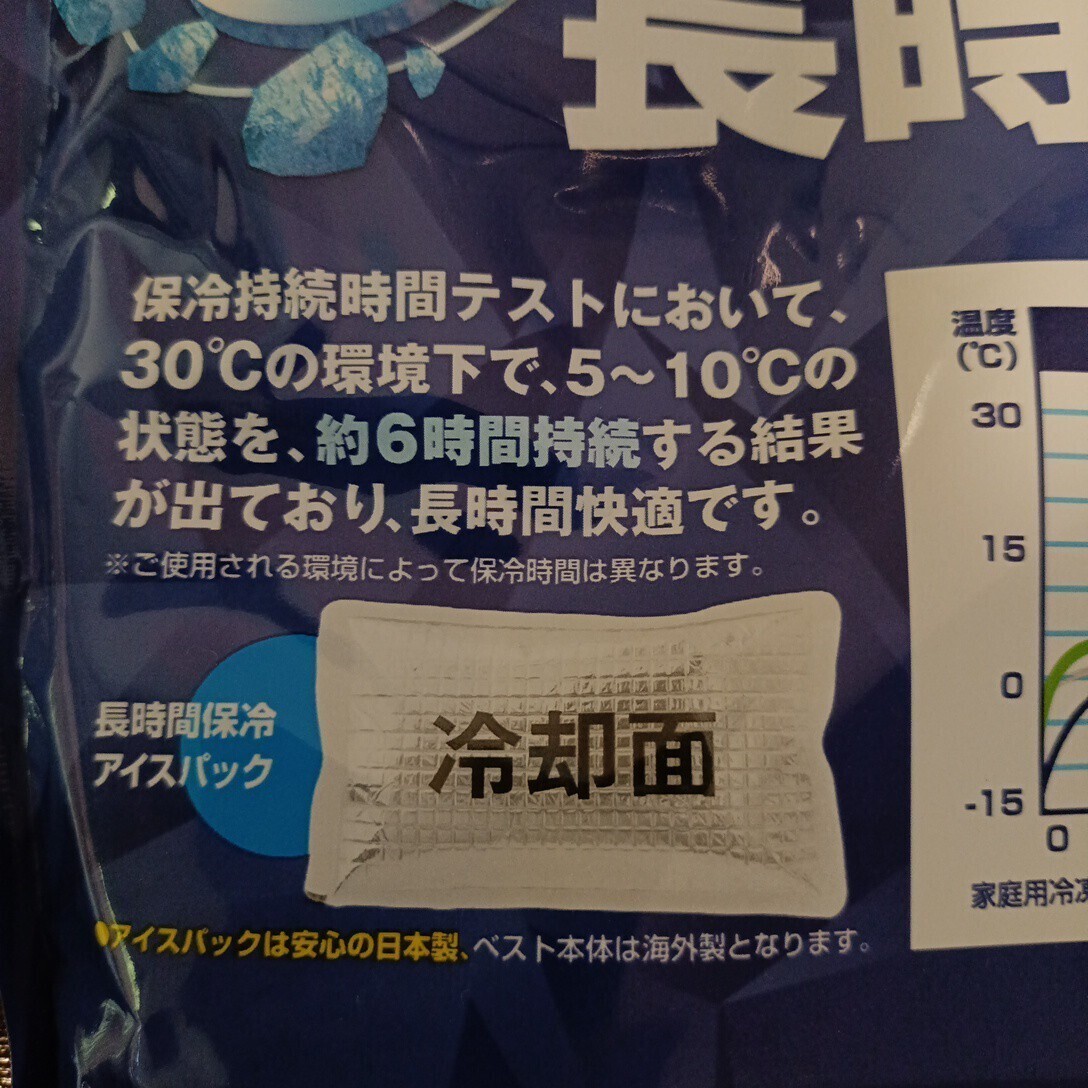 長時
保冷持続時間テストにおいて、
30℃の環境下で、5〜10℃の
状態を、約6時間持続する結果
が出ており、長時間快適です。
※ご使用される環境によって保冷時間は異なります。
長時間保冷
アイスパック
冷却面
アイスパックは安心の日本製、ベスト本体は海外製となります。
温度
(℃)
30
15
0
-15
0
家庭用冷凍